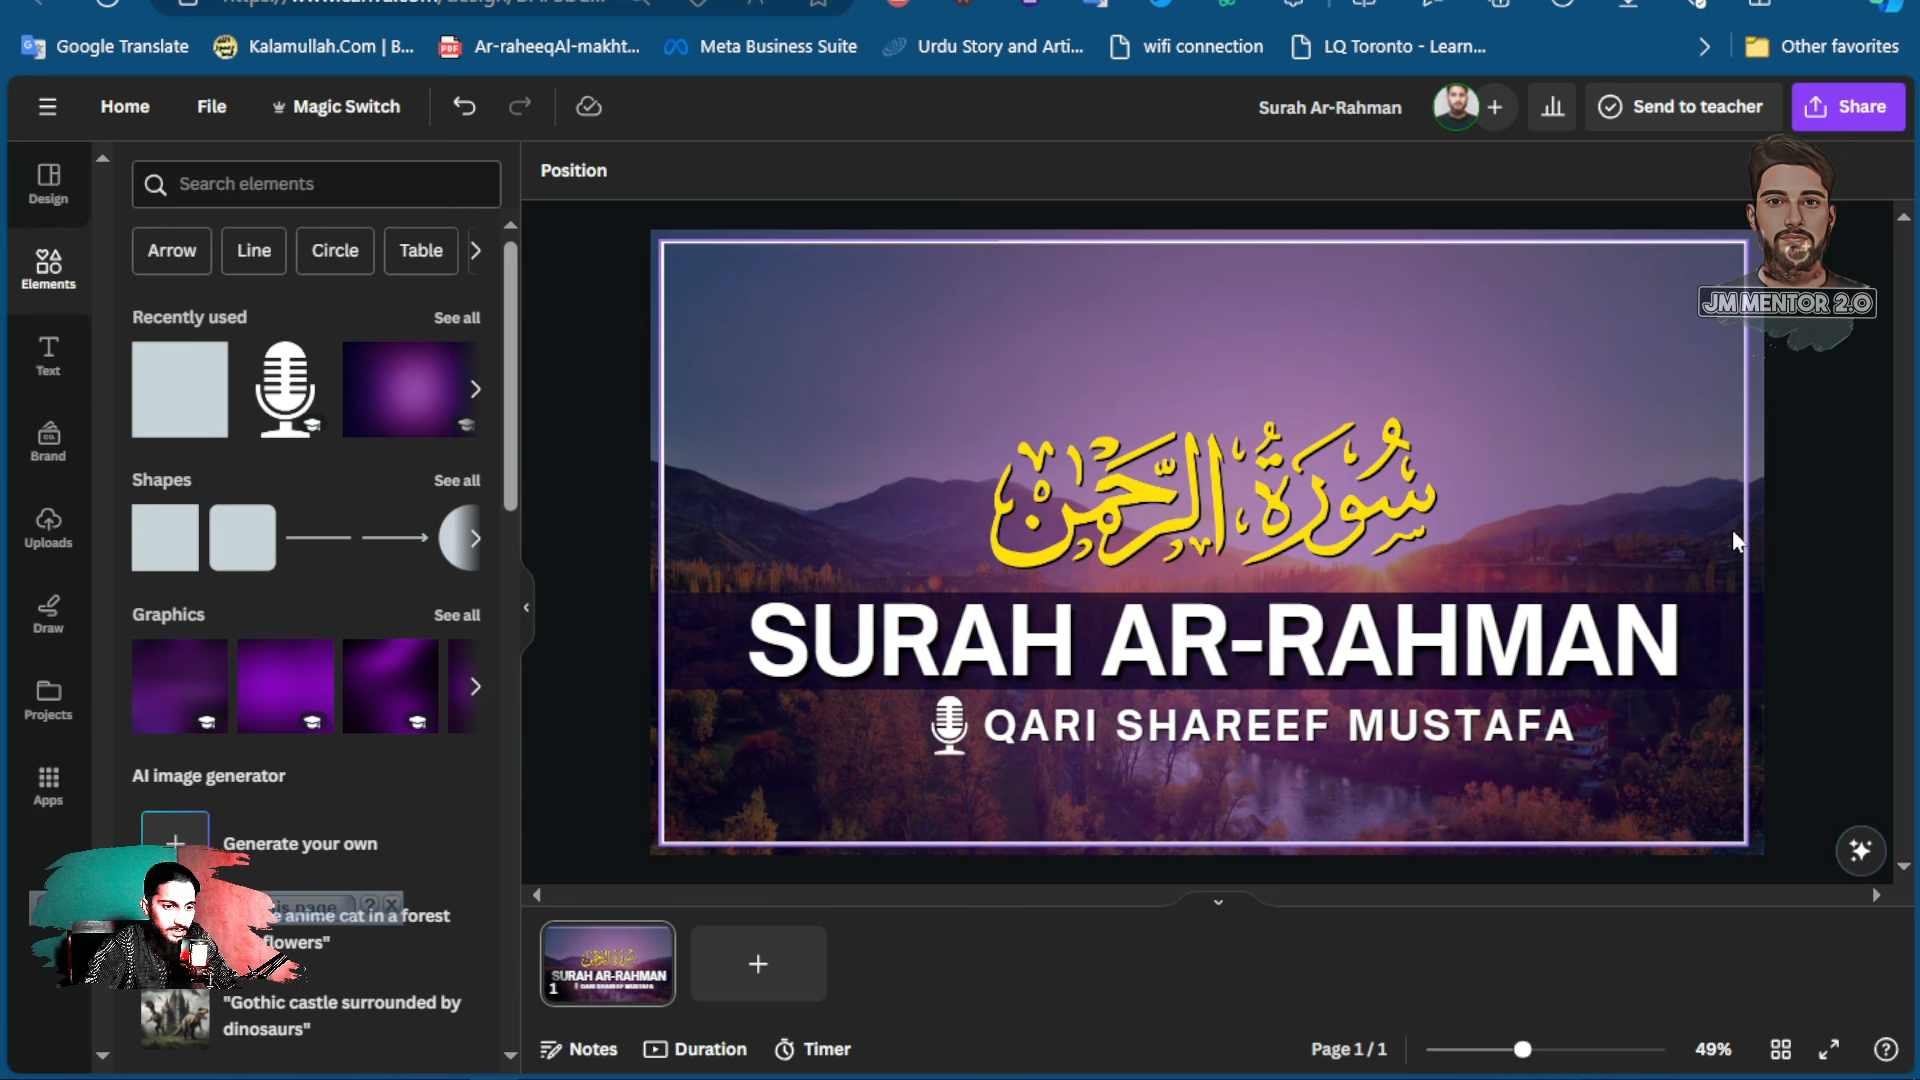 Google Translate
Kalamullah.Com | B...
Ar-raheeqAl-makht...
Meta Business Suite
Urdu Story and Arti...
wifi connection
LQ Toronto - Learn...
Other favorites
Home
File
Magic Switch
Surah Ar-Rahman
Send to teacher
Share
Design
Elements
Text
Brand
Uploads
Draw
Projects
Apps
Search elements
Arrow
Line
Circle
Table
Recently used
See all
Shapes
See all
Graphics
See all
AI image generator
Generate your own
anime cat in a forest
flowers"
"Gothic castle surrounded by
dinosaurs"
Position
JM MENTOR 2.0
سُورَةُ الرَّحْمٰن
SURAH AR-RAHMAN
QARI SHAREEF MUSTAFA
SURAH AR-RAHMAN
1
Notes
Duration
Timer
Page 1 / 1
49%